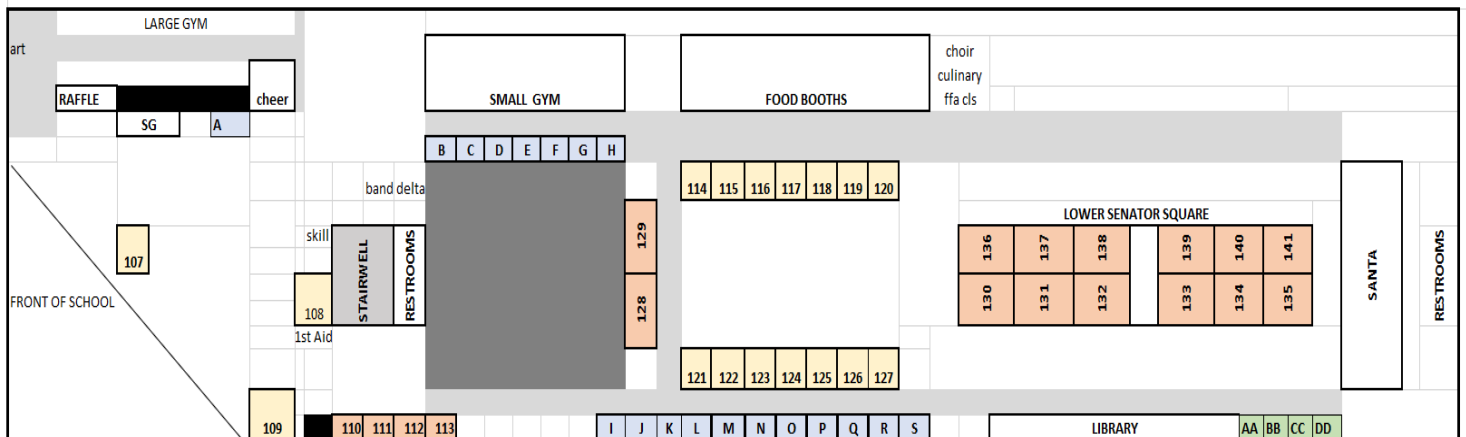 LARGE GYM
art
choir
culinary
RAFFLE
cheer
SMALL GYM
FOOD BOOTHS
ffa cls
SG
A
B C D E F G H
band delta
114 115 116 117 118 119 120
LOWER SENATOR SQUARE
skill
STAIRWELL
RESTROOMS
129
136 137 138 139 140 141
107
SANTA
RESTROOMS
FRONT OF SCHOOL
108
128
130 131 132 133 134 135
1st Aid
121 122 123 124 125 126 127
109
110 111 112 113
I J K L M N O P Q R S
LIBRARY
AA BB CC DD